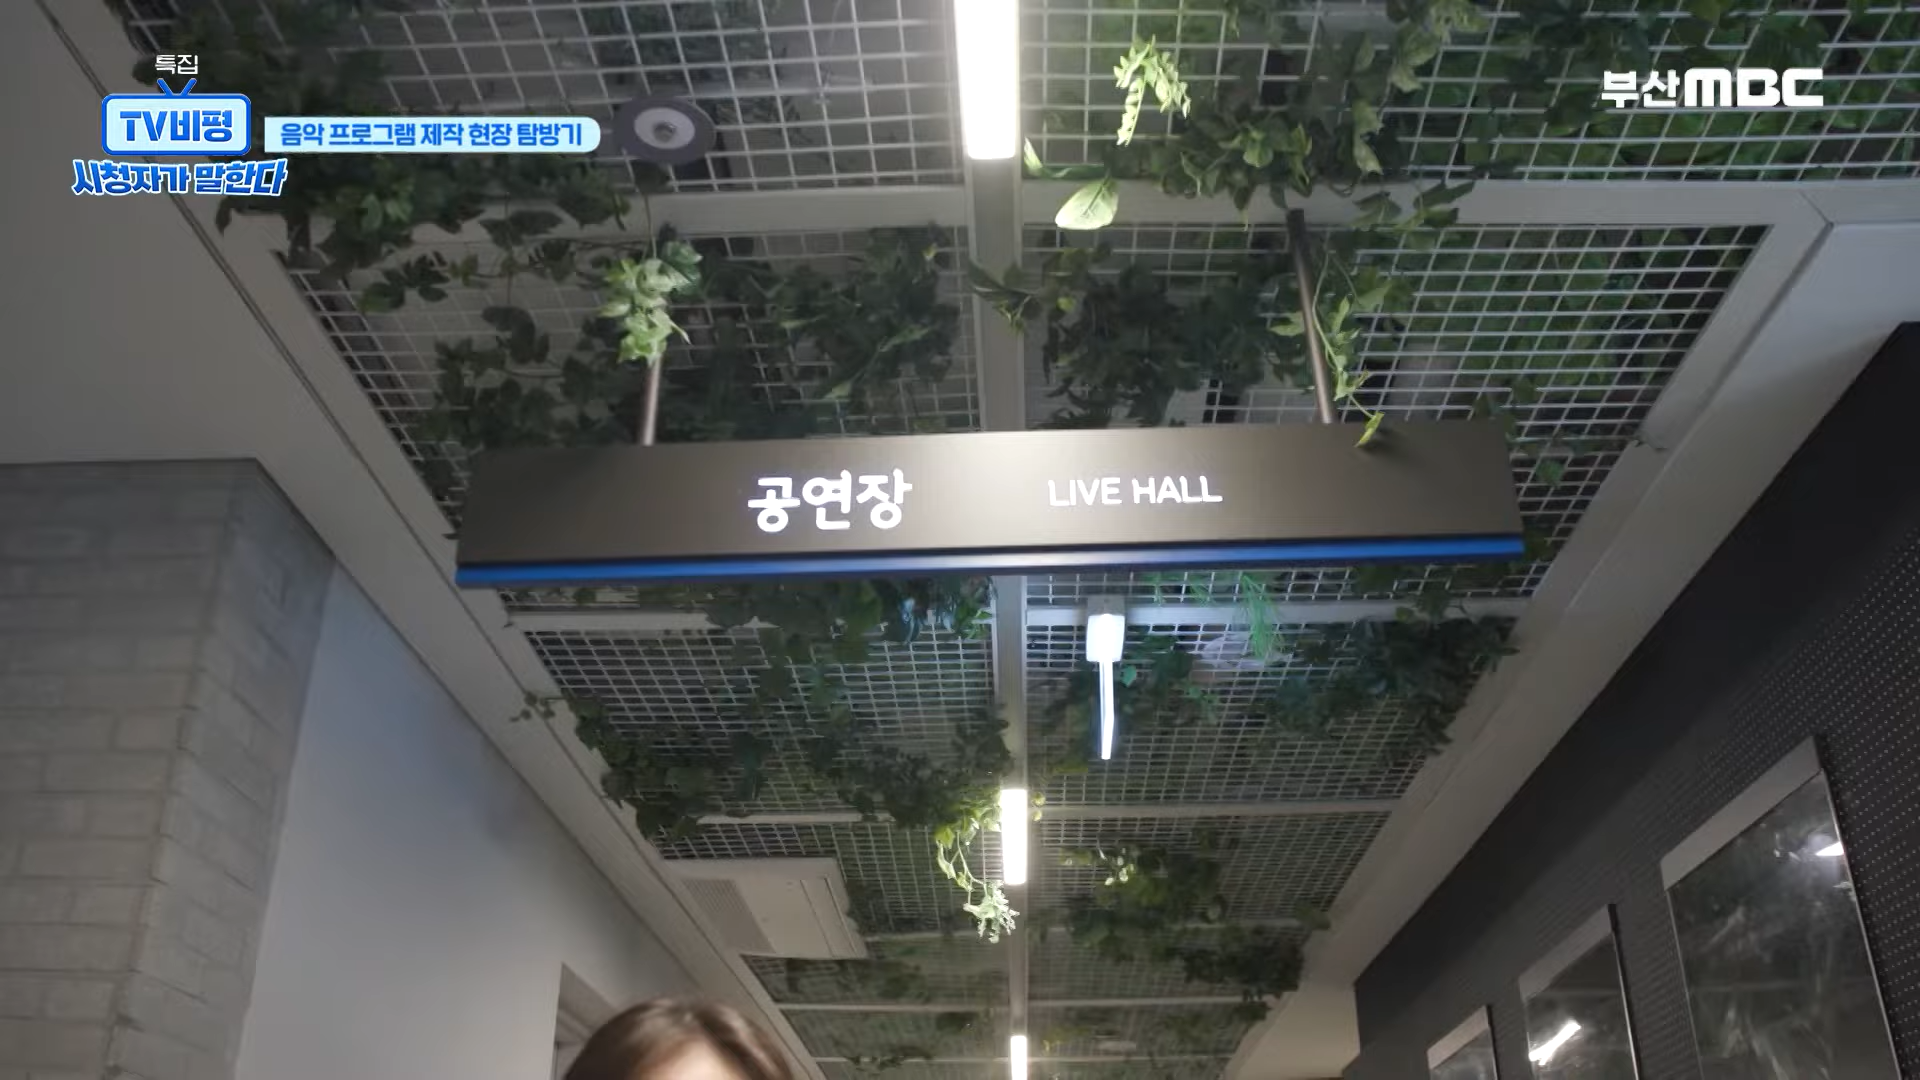 특집
TV비평
시청자가 말한다
음악 프로그램 제작 현장 탐방기
부산MBC
공연장 LIVE HALL